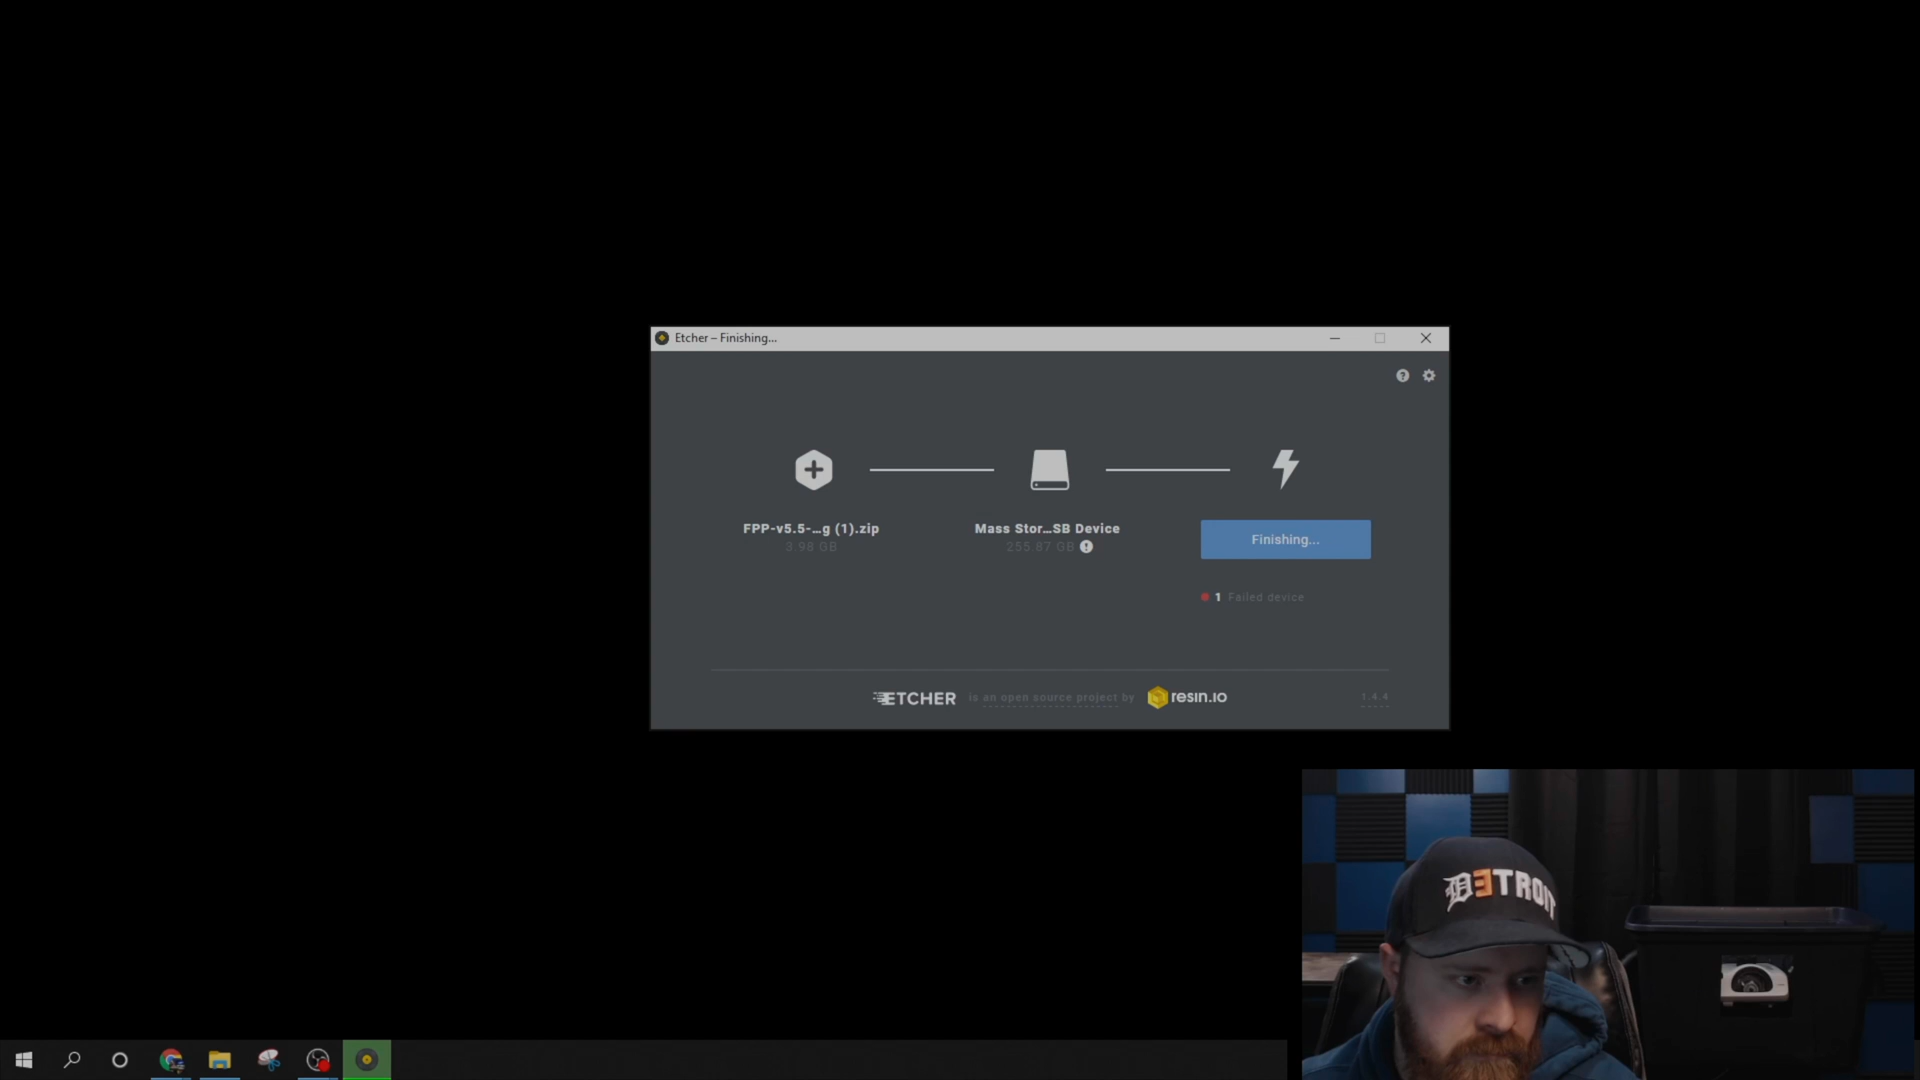 Etcher – Finishing...
FPP-v5.5-...g (1).zip
3.98 GB
Mass Stor...SB Device
255.87 GB
Finishing...
1 Failed device
ETCHER is an open source project by resin.io
1.4.4
DETROIT